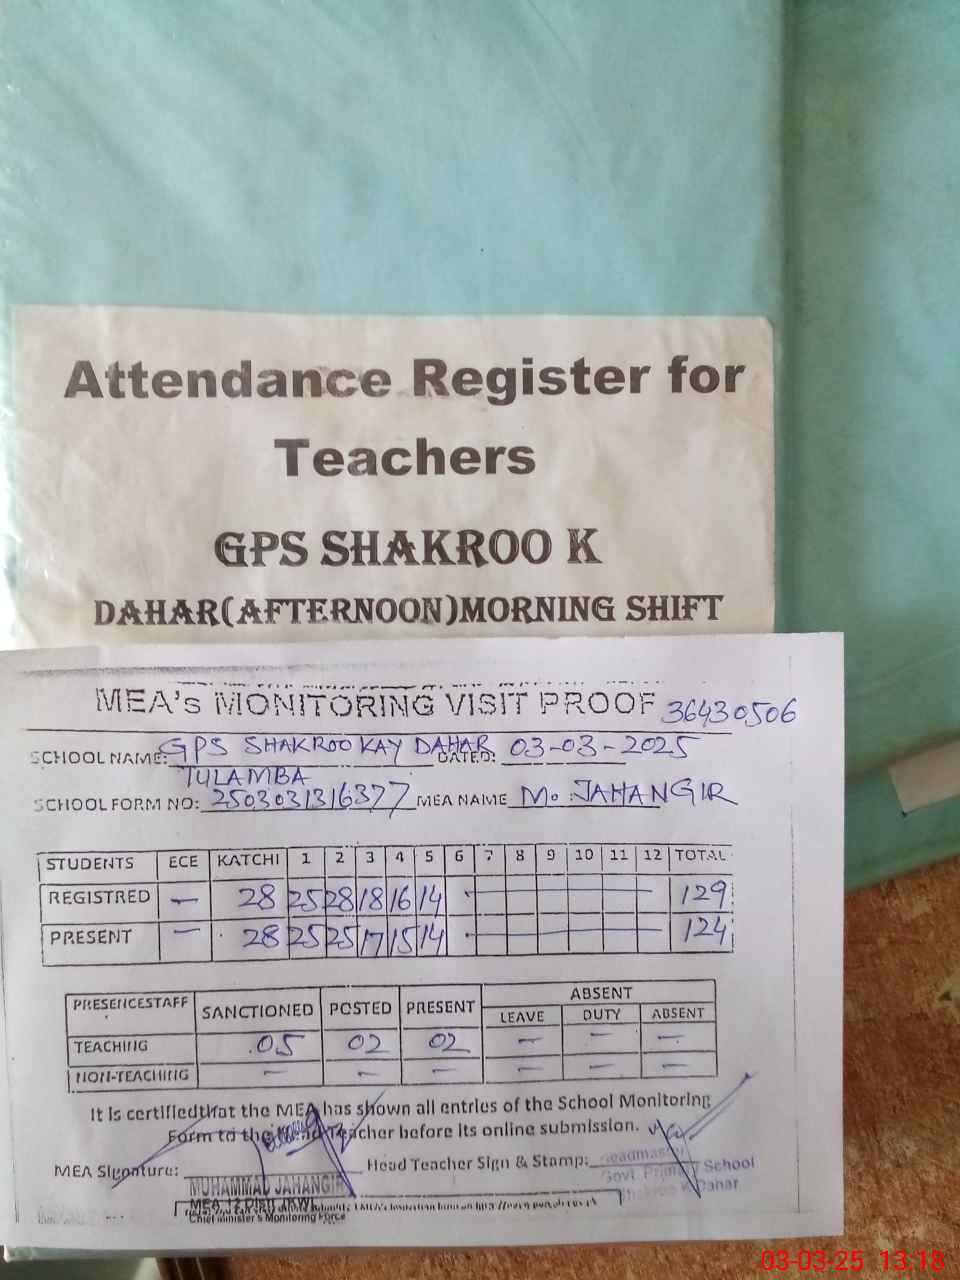 Attendance Register for
Teachers
GPS SHAKROO K
DAHAR(AFTERNOON)MORNING SHIFT
MEA's MONITORING VISIT PROOF 36430506
SCHOOL NAME: GPS SHAKROO KAY DAHAR DATED: 03-03-2025
TULAMBA
SCHOOL FORM NO: 2503031316377 MEA NAME M. JAHANGIR
STUDENTS ECE KATCHI 1 2 3 4 5 6 7 8 9 10 11 12 TOTAL
REGISTRED — 28 25 28 18 16 14 129
PRESENT — 28 25 25 17 15 14 124
PRESENCESTAFF SANCTIONED POSTED PRESENT ABSENT
LEAVE DUTY ABSENT
TEACHING 05 02 02 — — —
NON-TEACHING — — — — — —
It is certifiedthat the MEA has shown all entries of the School Monitoring
Form to the Head Teacher before its online submission.
MEA Signature: Head Teacher Sign & Stamp: Headmaster
Govt. Primary School
Shakroo K Dahar
MUHAMMAD JAHANGIR
MEA
Chief Minister's Monitoring Force
03-03-25 13:18